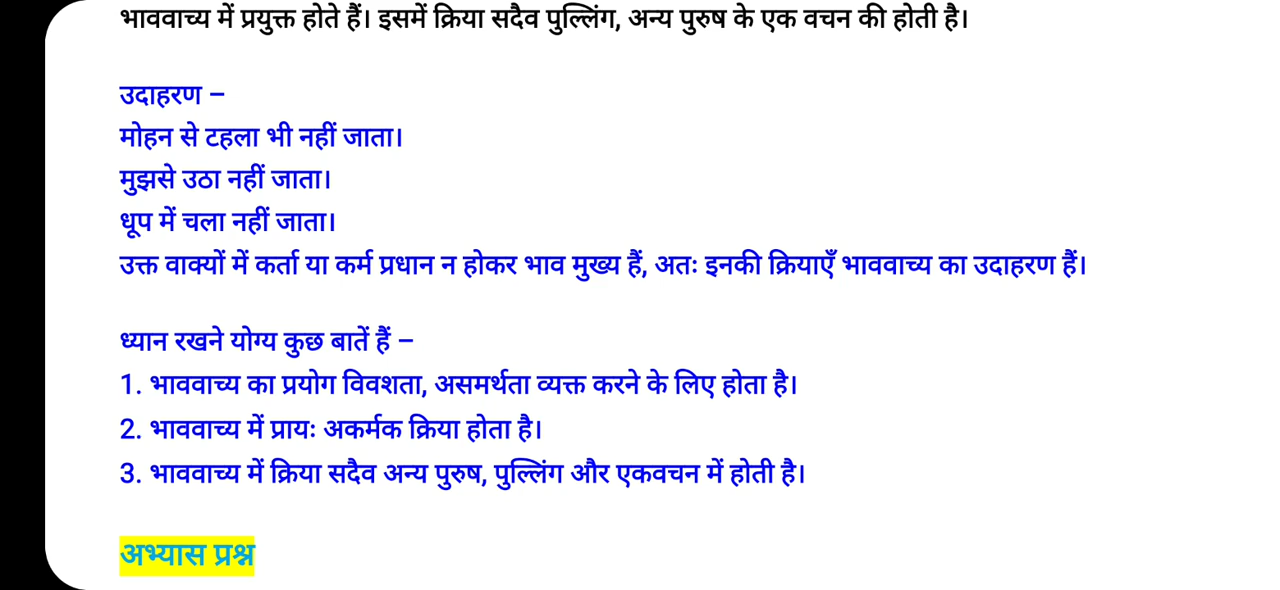 भाववाच्य में प्रयुक्त होते हैं। इसमें क्रिया सदैव पुल्लिंग, अन्य पुरुष के एक वचन की होती है।
उदाहरण –
मोहन से टहला भी नहीं जाता।
मुझसे उठा नहीं जाता।
धूप में चला नहीं जाता।
उक्त वाक्यों में कर्ता या कर्म प्रधान न होकर भाव मुख्य हैं, अतः इनकी क्रियाएँ भाववाच्य का उदाहरण हैं।
ध्यान रखने योग्य कुछ बातें हैं –
1. भाववाच्य का प्रयोग विवशता, असमर्थता व्यक्त करने के लिए होता है।
2. भाववाच्य में प्रायः अकर्मक क्रिया होता है।
3. भाववाच्य में क्रिया सदैव अन्य पुरुष, पुल्लिंग और एकवचन में होती है।
अभ्यास प्रश्न